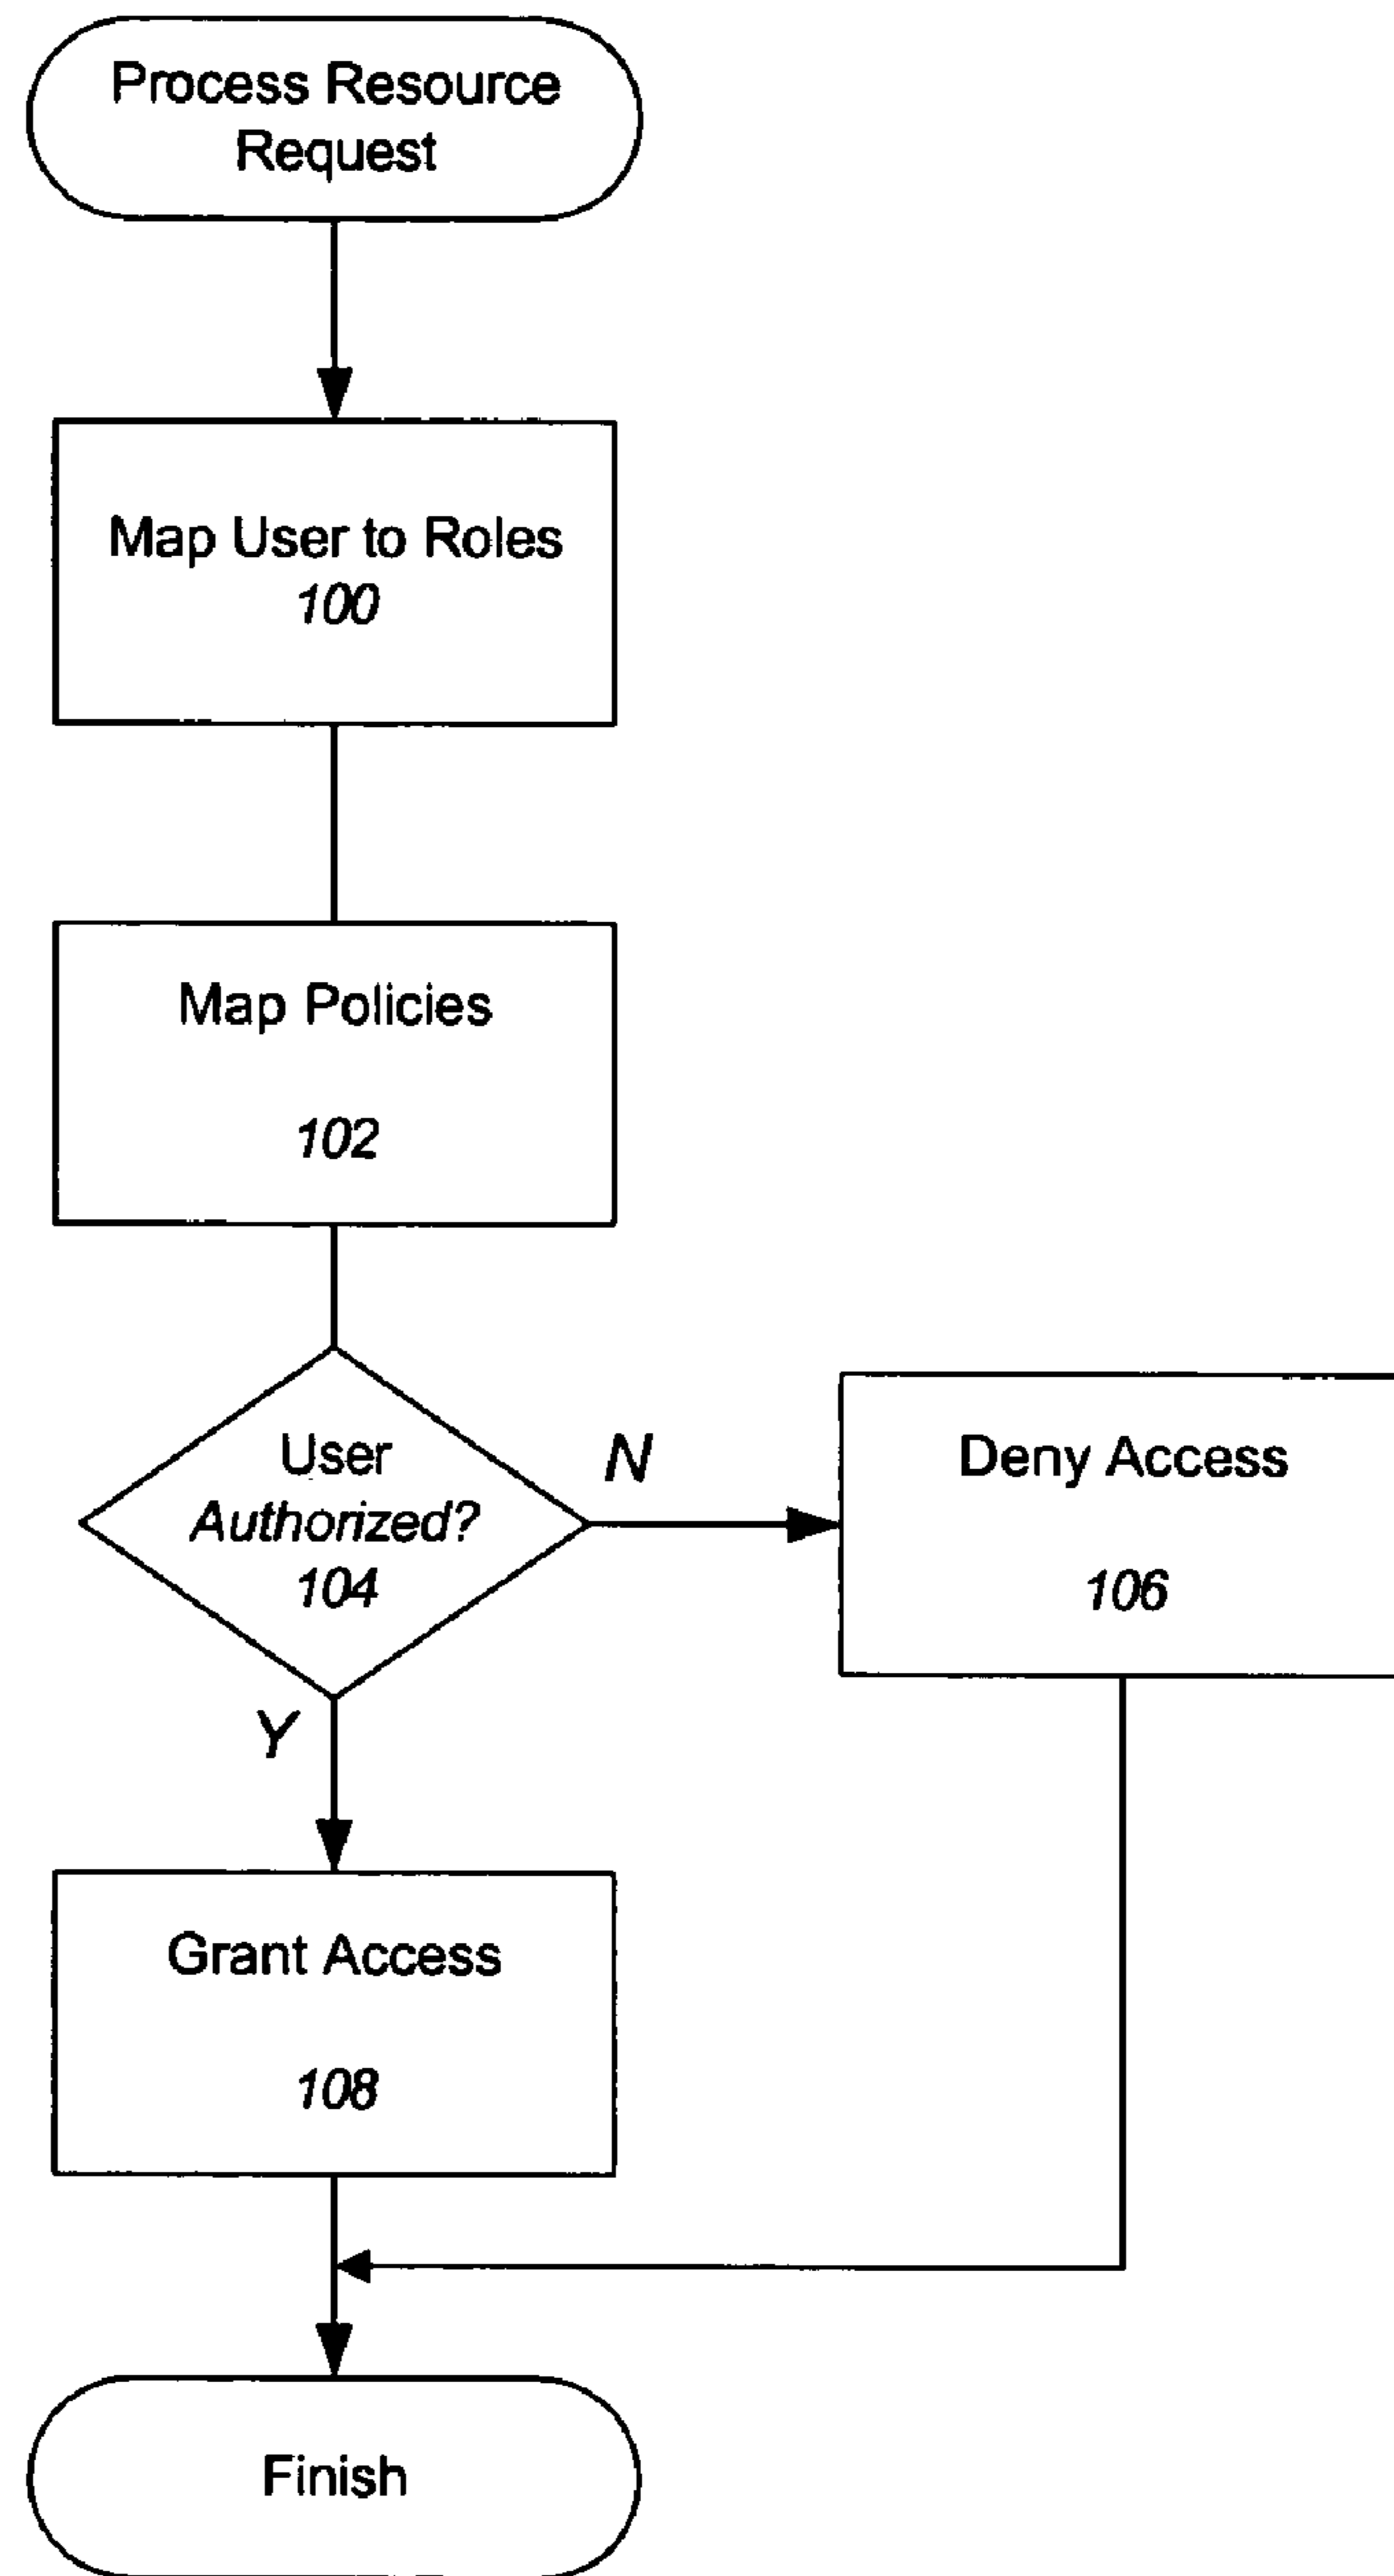 Process Resource
Request
Map User to Roles
100
Map Policies
102
User
Authorized?
104
N
Deny Access
106
Y
Grant Access
108
Finish